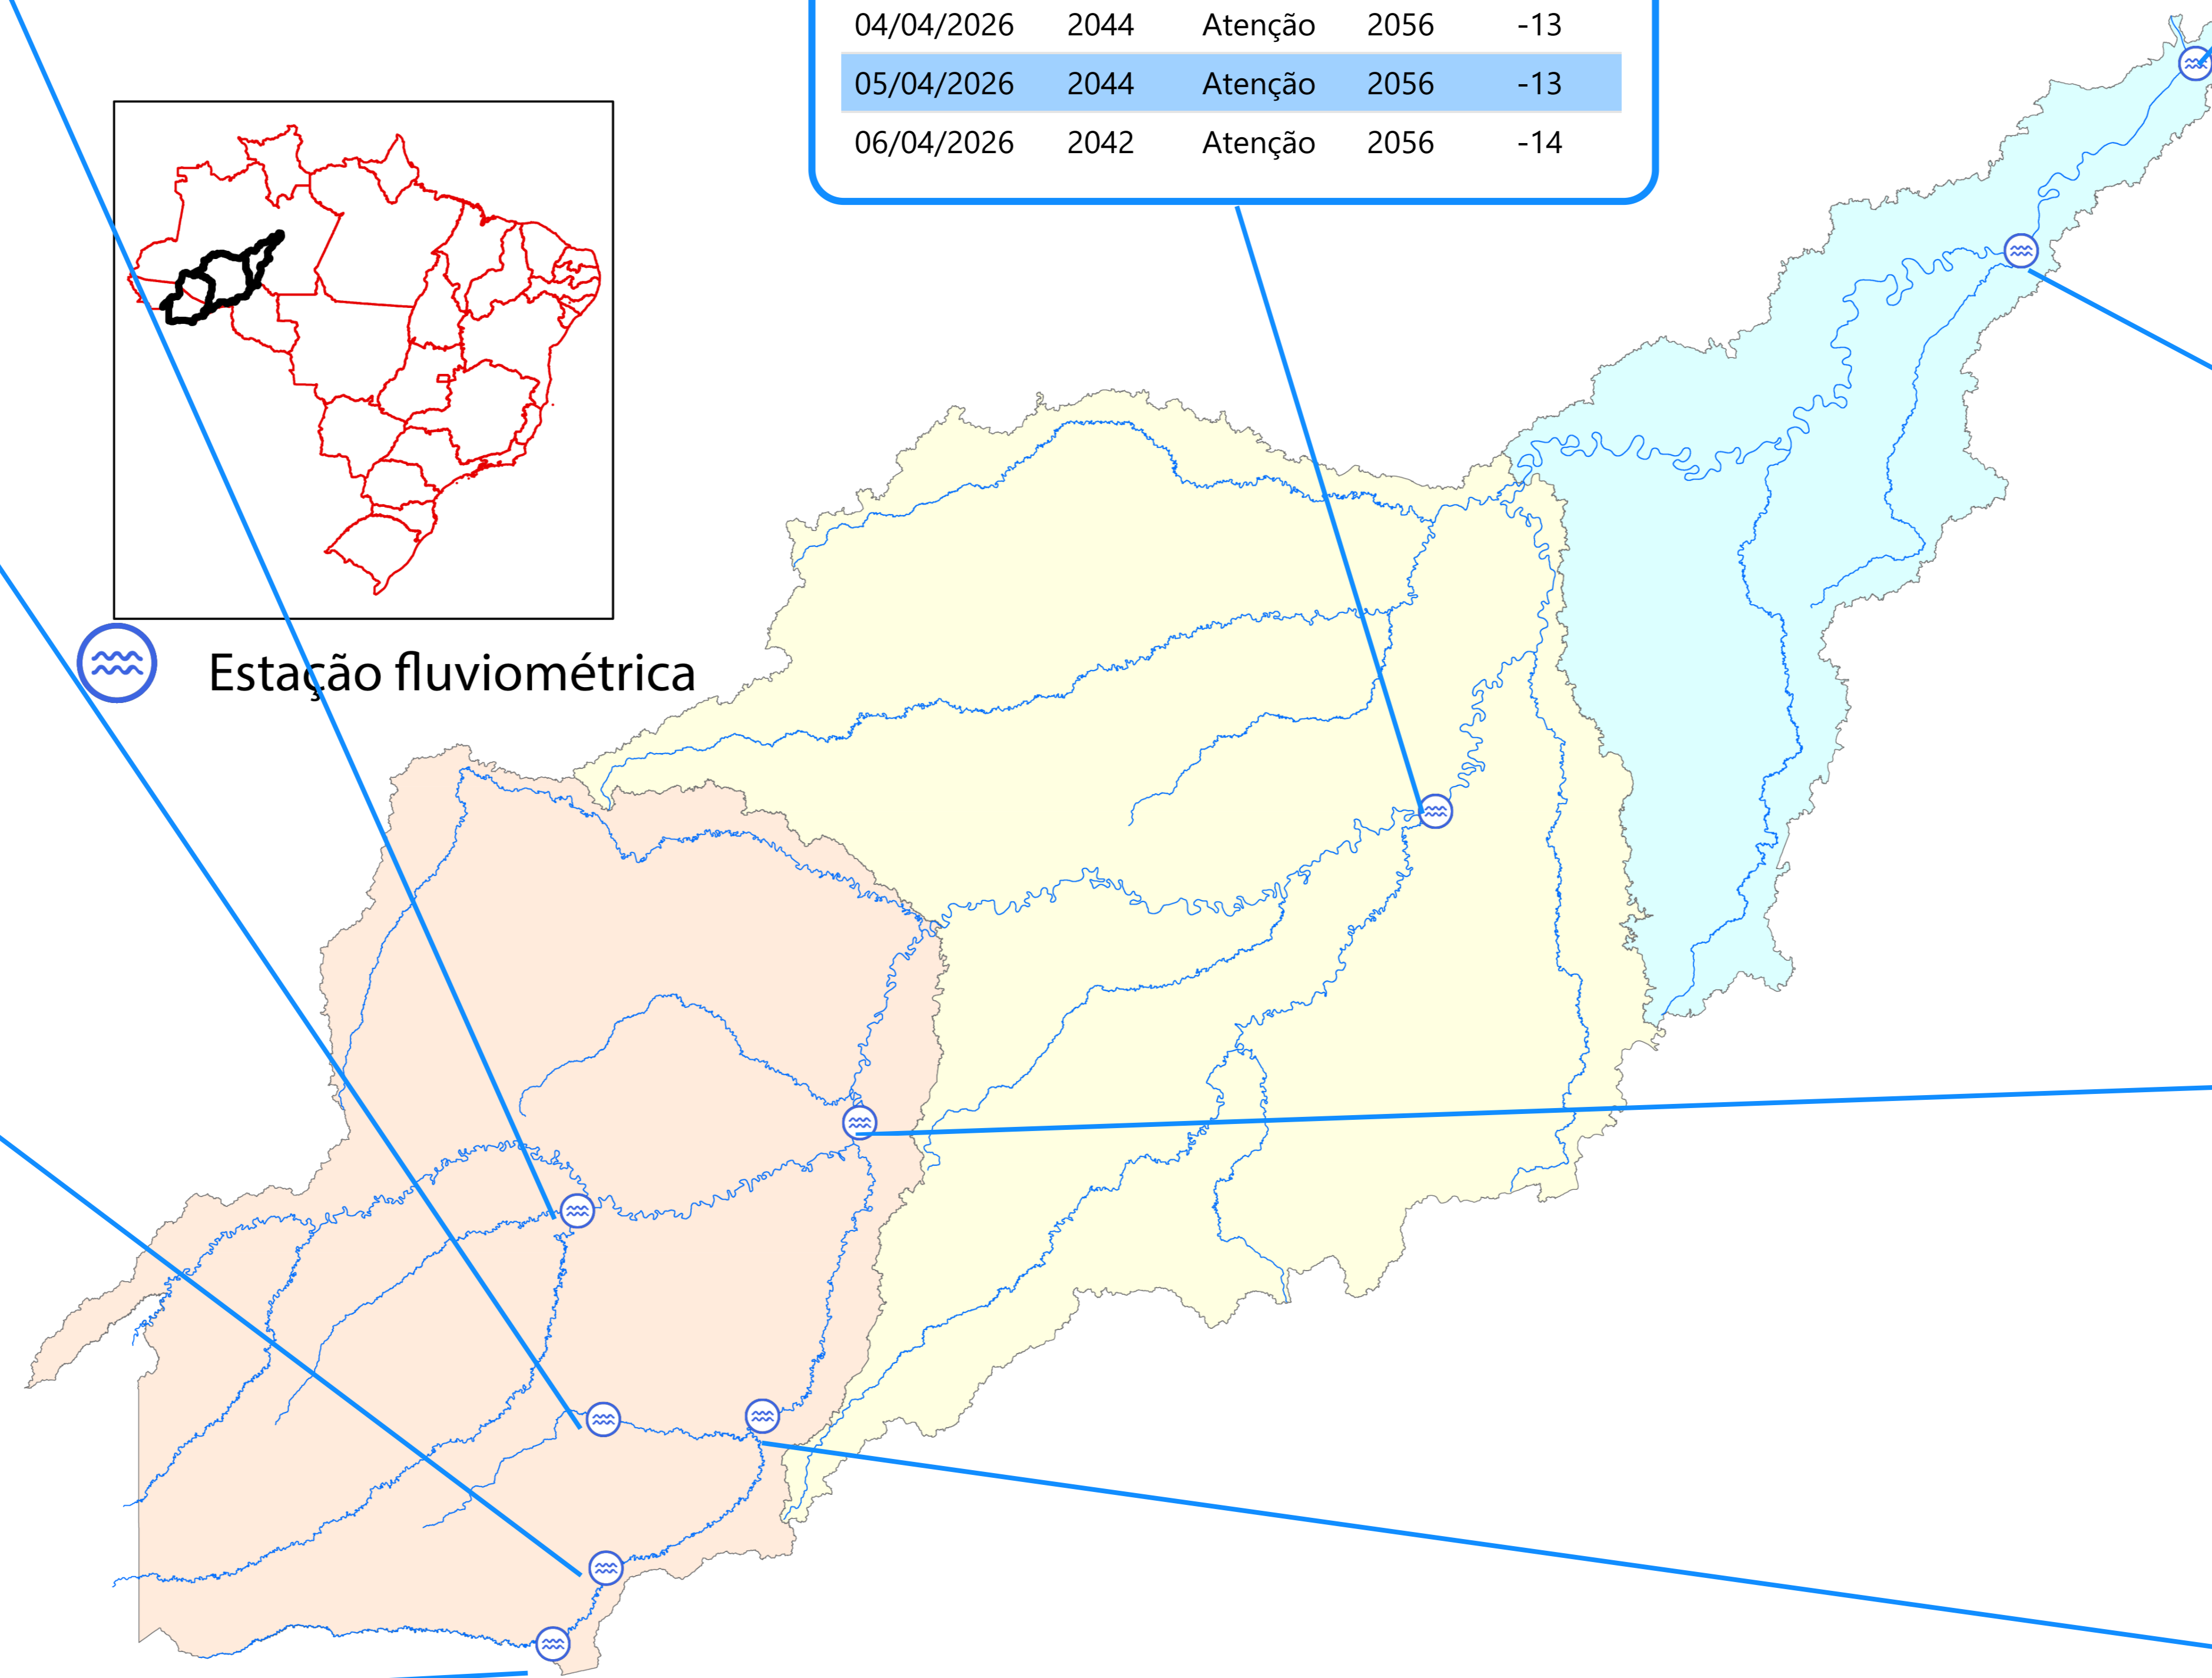 04/04/2026 2044 Atenção 2056 -13
05/04/2026 2044 Atenção 2056 -13
06/04/2026 2042 Atenção 2056 -14
Estação fluviométrica